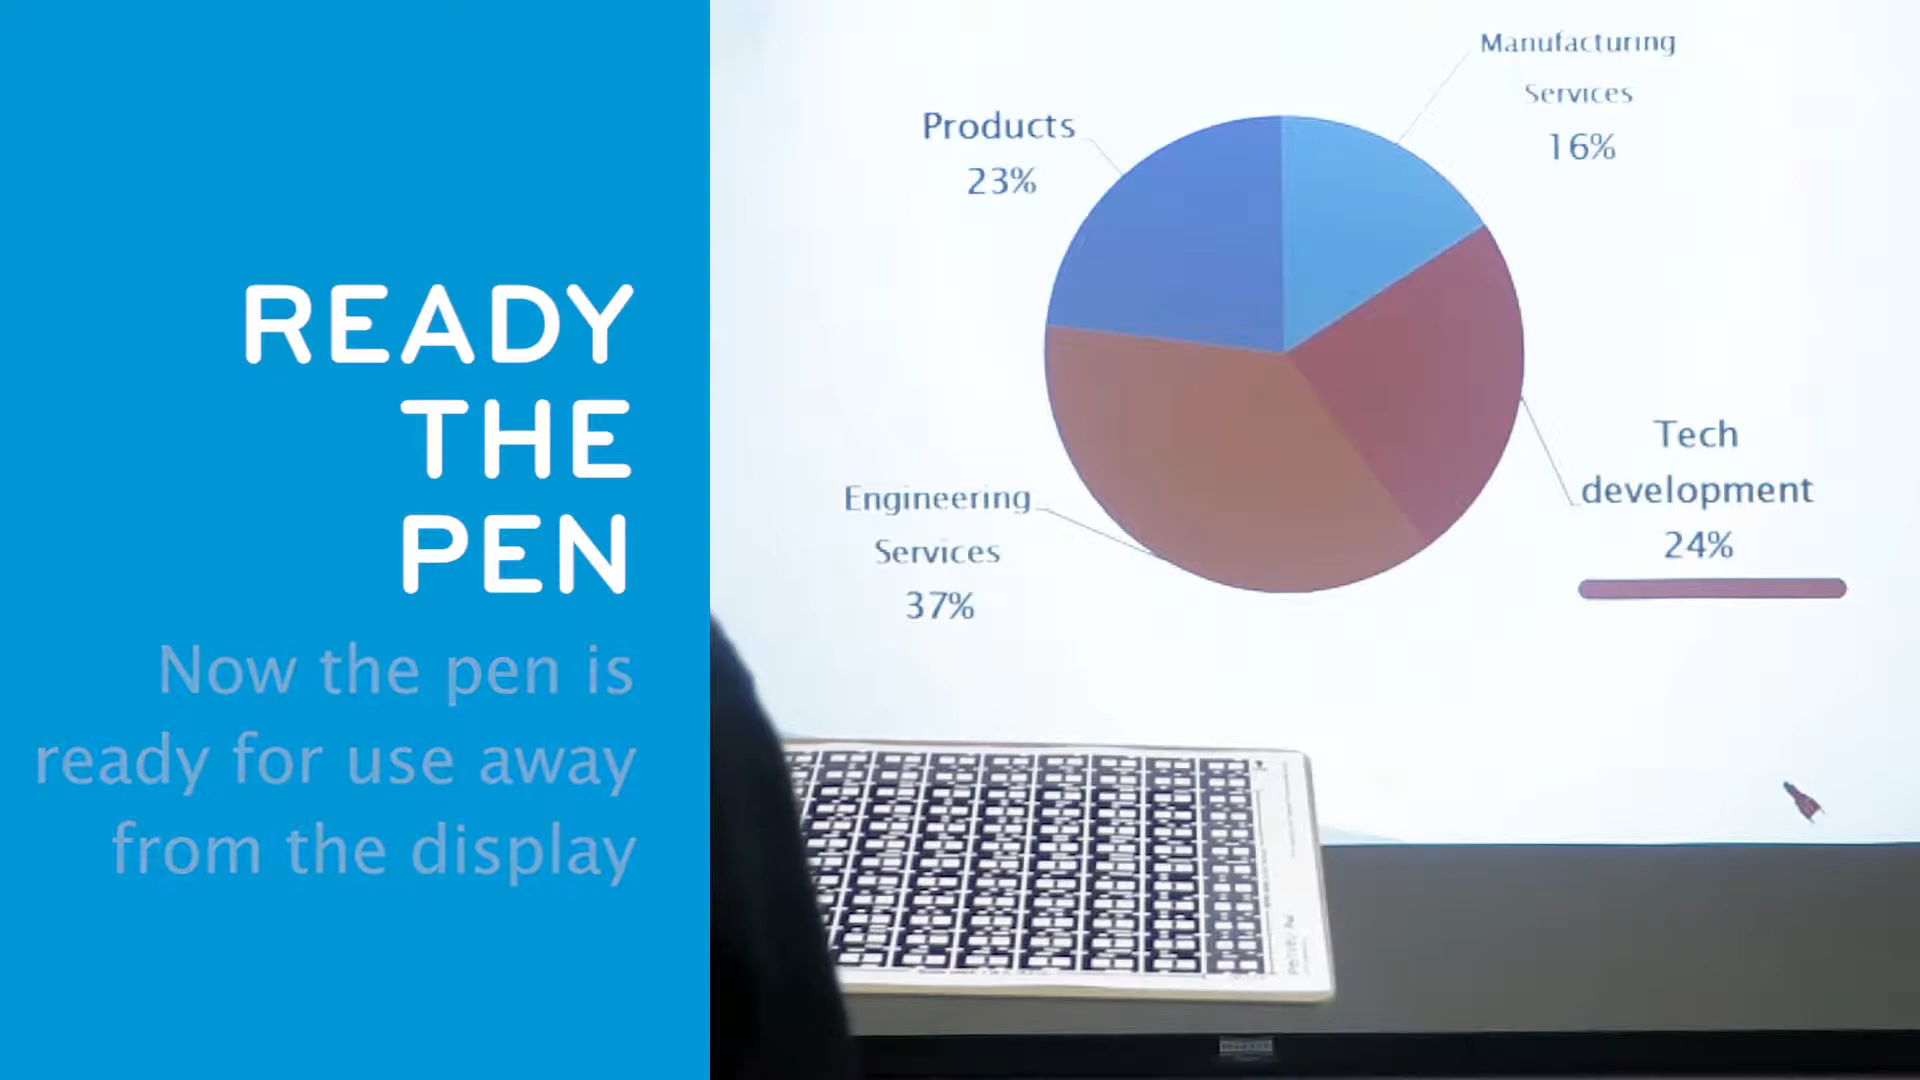 READY
THE
PEN
Now the pen is
ready for use away
from the display
Manufacturing
Services
16%
Products
23%
Tech
development
24%
Engineering
Services
37%